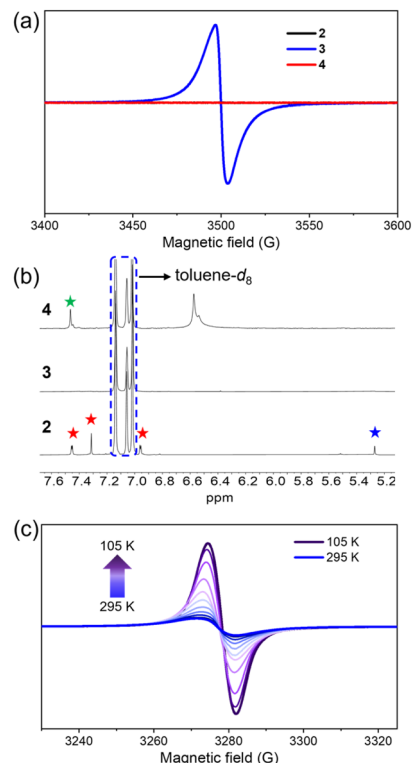 (a)
2
3
4
3400 3450 3500 3550 3600
Magnetic field (G)
(b)
toluene-d8
4
3
2
7.6 7.4 7.2 7.0 6.8 6.6 6.4 6.2 6.0 5.8 5.6 5.4 5.2
ppm
(c)
105 K
295 K
105 K
295 K
3240 3260 3280 3300 3320
Magnetic field (G)